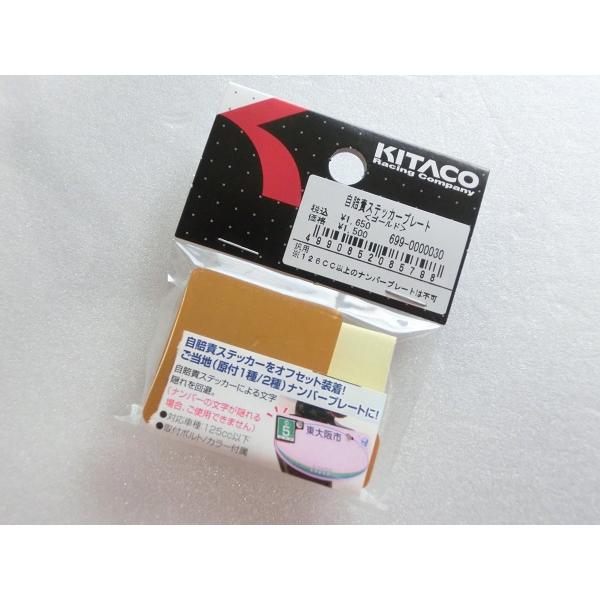 KITACO
Racing Company
自賠責ステッカープレート
<ゴールド>
税込 ¥1,650
価格 ¥1,500
699-0000030
4990852085798
汎用
※126CC以上のナンバープレートは不可
自賠責ステッカーをオフセット装着!
ご当地(原付1種/2種)ナンバープレートに!
自賠責ステッカーによる文字
隠れを回避。
(ナンバーの文字が隠れる
場合、ご使用できません)
●対応車種:125cc以下
●取付ボルト/カラー付属
5
東大阪市